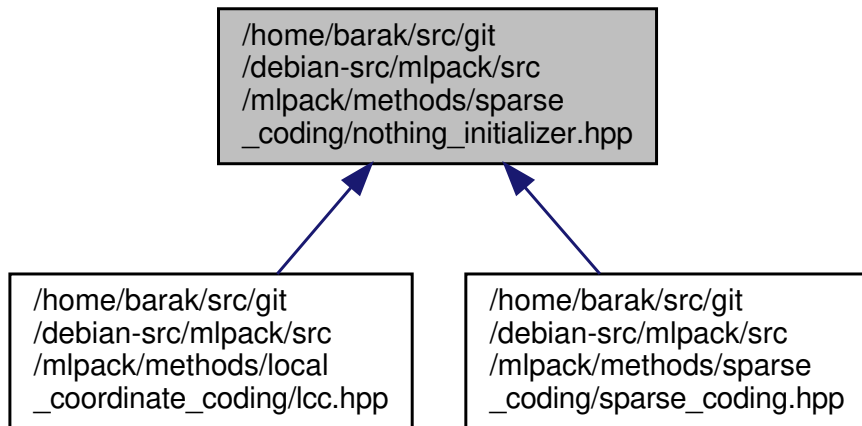 /home/barak/src/git
/debian-src/mlpack/src
/mlpack/methods/sparse
_coding/nothing_initializer.hpp
/home/barak/src/git
/debian-src/mlpack/src
/mlpack/methods/local
_coordinate_coding/lcc.hpp
/home/barak/src/git
/debian-src/mlpack/src
/mlpack/methods/sparse
_coding/sparse_coding.hpp